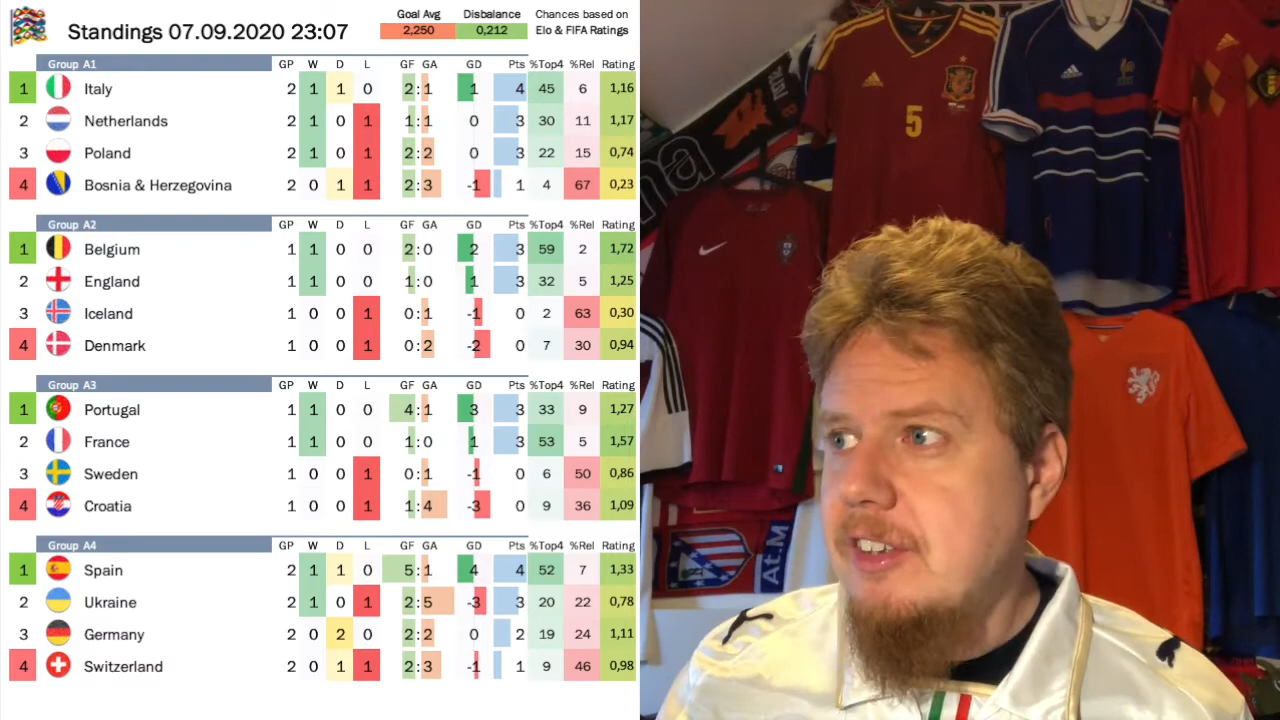 Standings 07.09.2020 23:07
Goal Avg Disbalance Chances based on
2,250 0,212 Elo & FIFA Ratings
Group A1 GP W D L GF GA GD Pts %Top4 %Rel Rating
1 Italy 2 1 1 0 2:1 1 4 45 6 1,16
2 Netherlands 2 1 0 1 1:1 0 3 30 11 1,17
3 Poland 2 1 0 1 2:2 0 3 22 15 0,74
4 Bosnia & Herzegovina 2 0 1 1 2:3 -1 1 4 67 0,23
Group A2 GP W D L GF GA GD Pts %Top4 %Rel Rating
1 Belgium 1 1 0 0 2:0 2 3 59 2 1,72
2 England 1 1 0 0 1:0 1 3 32 5 1,25
3 Iceland 1 0 0 1 0:1 -1 0 2 63 0,30
4 Denmark 1 0 0 1 0:2 -2 0 7 30 0,94
Group A3 GP W D L GF GA GD Pts %Top4 %Rel Rating
1 Portugal 1 1 0 0 4:1 3 3 33 9 1,27
2 France 1 1 0 0 1:0 1 3 53 5 1,57
3 Sweden 1 0 0 1 0:1 -1 0 6 50 0,86
4 Croatia 1 0 0 1 1:4 -3 0 9 36 1,09
Group A4 GP W D L GF GA GD Pts %Top4 %Rel Rating
1 Spain 2 1 1 0 5:1 4 4 52 7 1,33
2 Ukraine 2 1 0 1 2:5 -3 3 20 22 0,78
3 Germany 2 0 2 0 2:2 0 2 19 24 1,11
4 Switzerland 2 0 1 1 2:3 -1 1 9 46 0,98
5
At.M